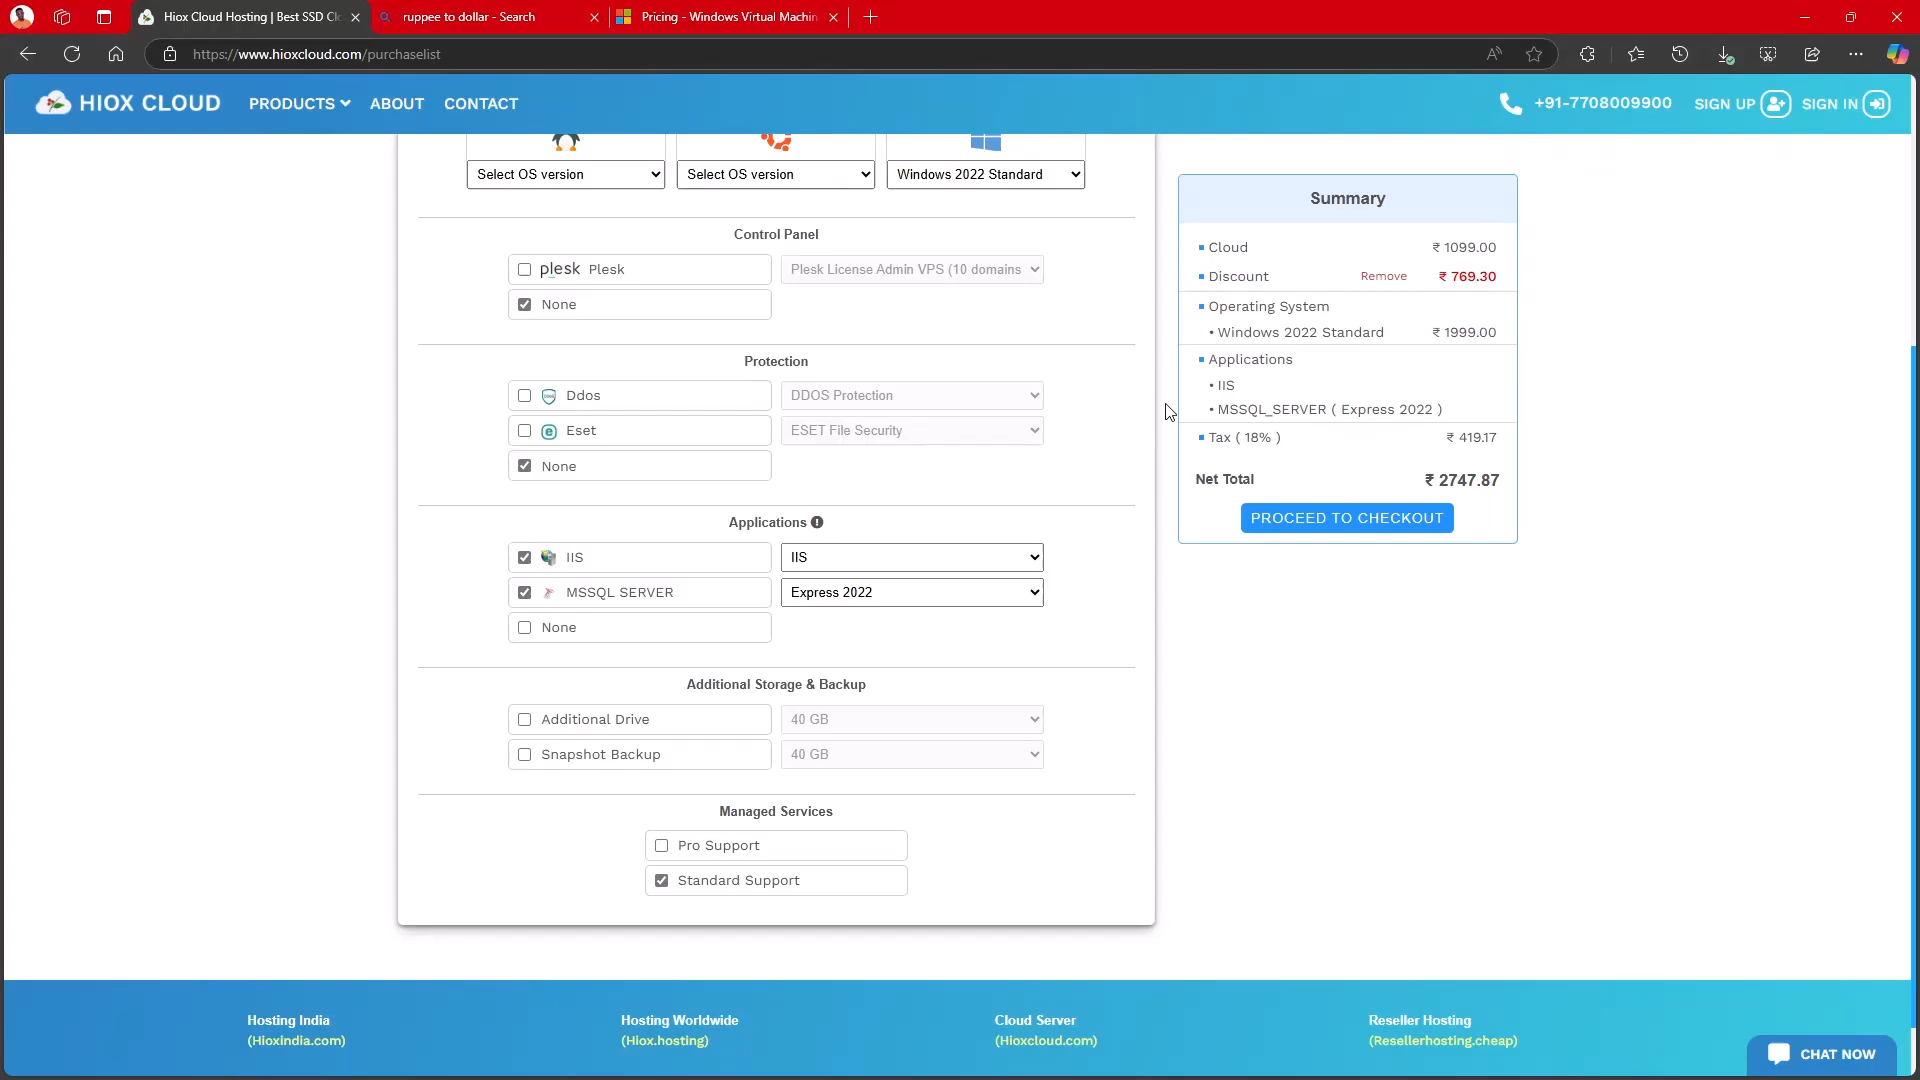 Hiox Cloud Hosting | Best SSD Cl
ruppee to dollar - Search
Pricing - Windows Virtual Machin
https://www.hioxcloud.com/purchaselist
HIOX CLOUD
PRODUCTS
ABOUT
CONTACT
+91-7708009900
SIGN UP
SIGN IN
Select OS version
Select OS version
Windows 2022 Standard
Control Panel
plesk Plesk
Plesk License Admin VPS (10 domains
None
Protection
Ddos
DDOS Protection
Eset
ESET File Security
None
Applications
IIS
IIS
MSSQL SERVER
Express 2022
None
Additional Storage & Backup
Additional Drive
40 GB
Snapshot Backup
40 GB
Managed Services
Pro Support
Standard Support
Summary
Cloud ₹ 1099.00
Discount Remove ₹ 769.30
Operating System
• Windows 2022 Standard ₹ 1999.00
Applications
• IIS
• MSSQL_SERVER ( Express 2022 )
Tax ( 18% ) ₹ 419.17
Net Total ₹ 2747.87
PROCEED TO CHECKOUT
Hosting India
(Hioxindia.com)
Hosting Worldwide
(Hiox.hosting)
Cloud Server
(Hioxcloud.com)
Reseller Hosting
(Resellerhosting.cheap)
CHAT NOW